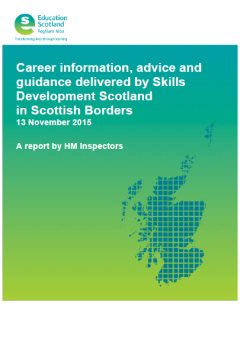 Education
Scotland
Foghlam Alba
Transforming lives through learning
Career information, advice and
guidance delivered by Skills
Development Scotland
in Scottish Borders
13 November 2015
A report by HM Inspectors